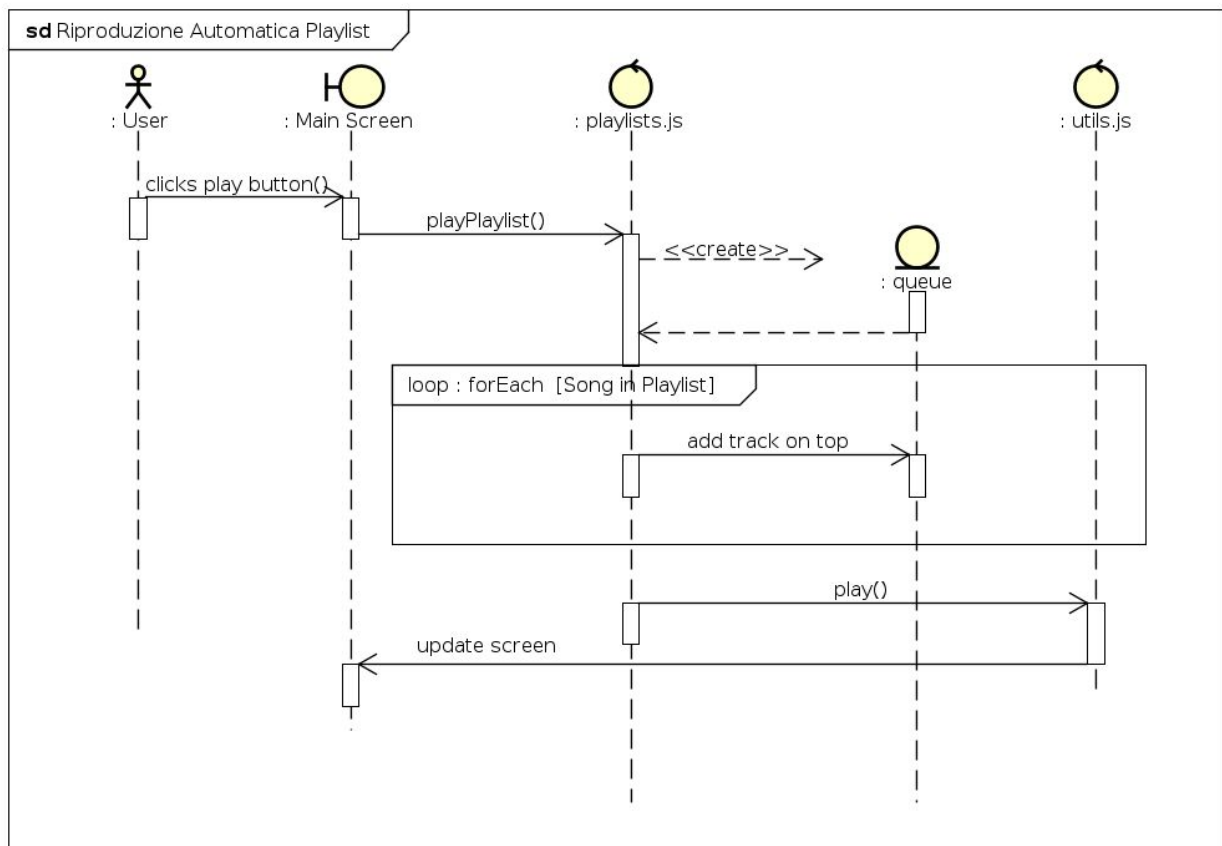 sd Riproduzione Automatica Playlist
: User
: Main Screen
: playlists.js
: utils.js
clicks play button()
playPlaylist()
<<create>>
: queue
loop : forEach [Song in Playlist]
add track on top
play()
update screen